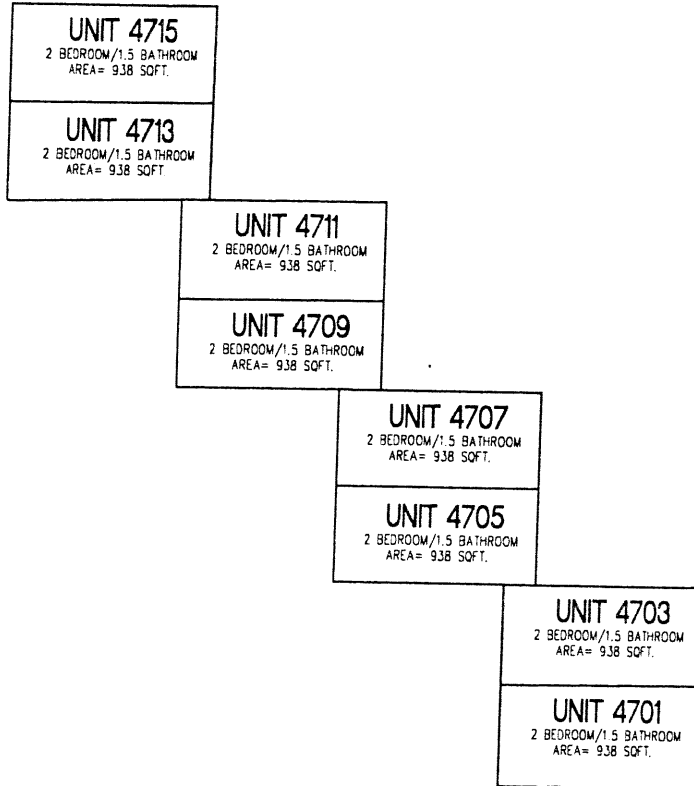 UNIT 4715
2 BEDROOM/1.5 BATHROOM
AREA= 938 SQFT.
UNIT 4713
2 BEDROOM/1.5 BATHROOM
AREA= 938 SQFT.
UNIT 4711
2 BEDROOM/1.5 BATHROOM
AREA= 938 SQFT.
UNIT 4709
2 BEDROOM/1.5 BATHROOM
AREA= 938 SQFT.
UNIT 4707
2 BEDROOM/1.5 BATHROOM
AREA= 938 SQFT.
UNIT 4705
2 BEDROOM/1.5 BATHROOM
AREA= 938 SQFT.
UNIT 4703
2 BEDROOM/1.5 BATHROOM
AREA= 938 SQFT.
UNIT 4701
2 BEDROOM/1.5 BATHROOM
AREA= 938 SQFT.